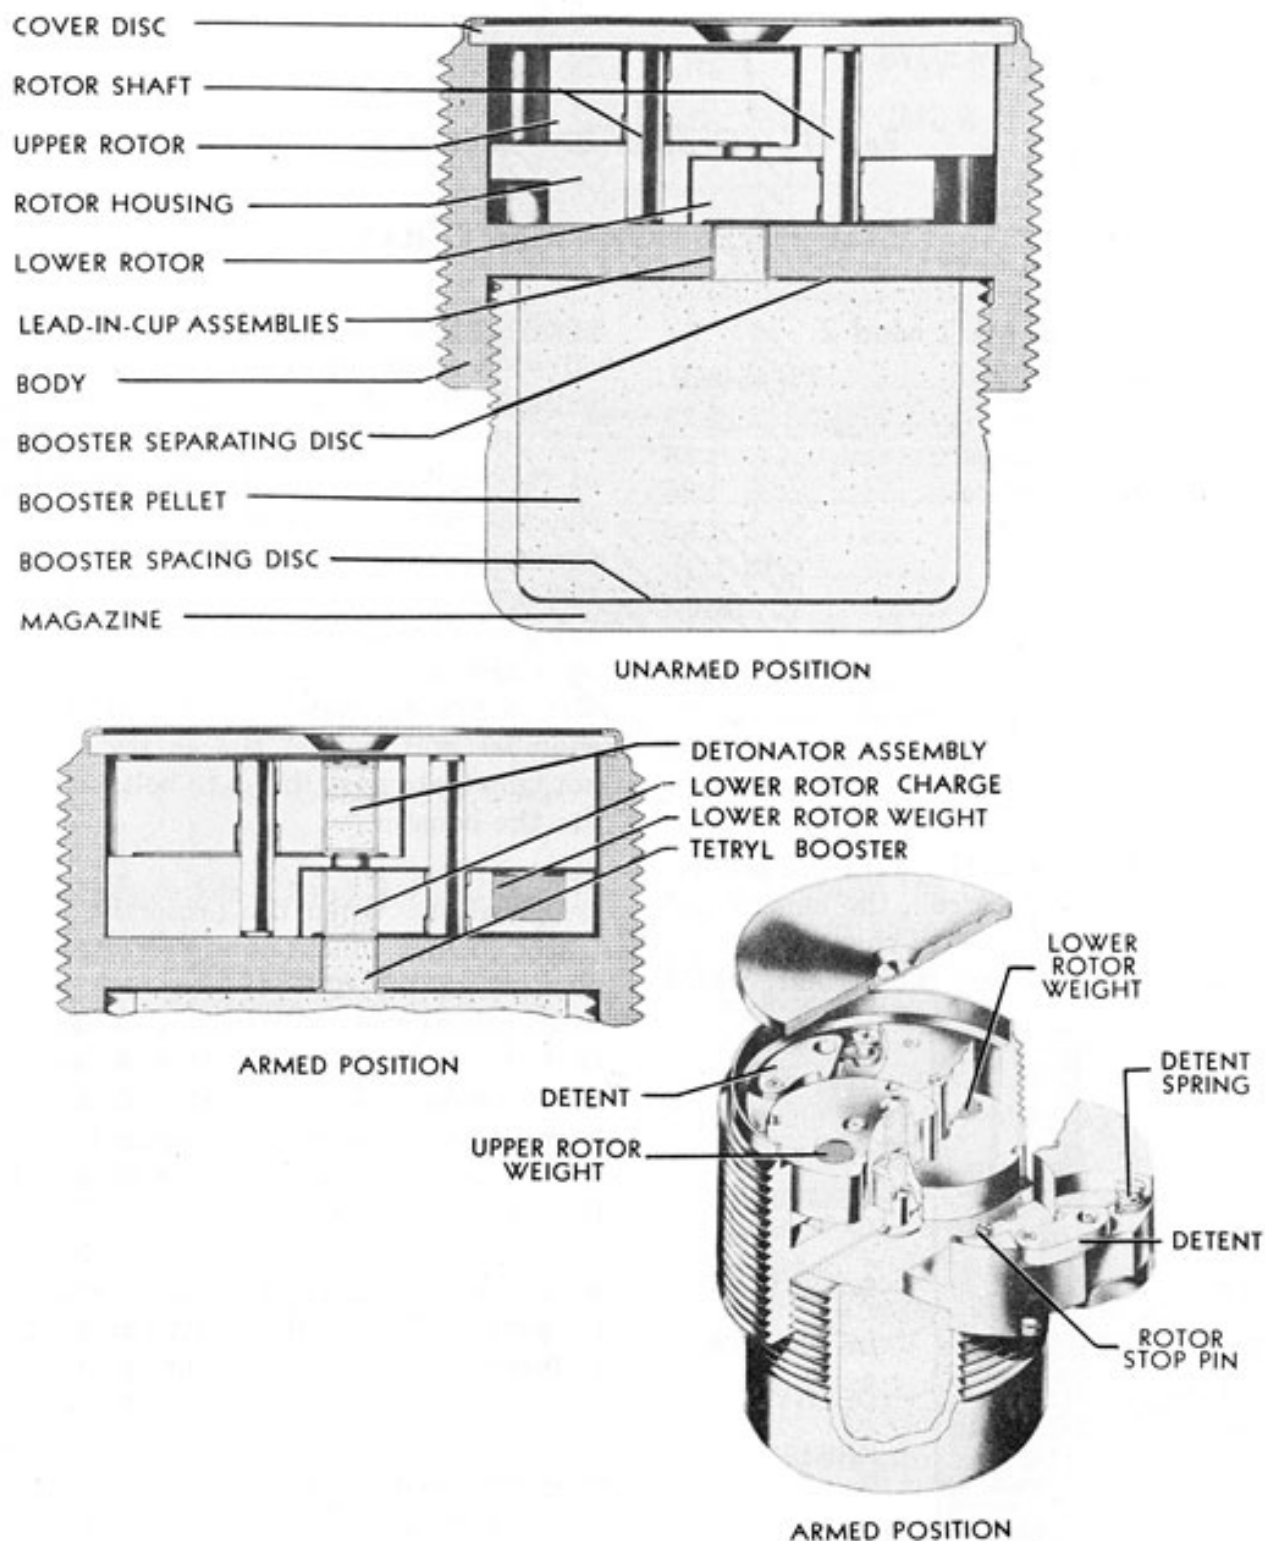 COVER DISC
ROTOR SHAFT
UPPER ROTOR
ROTOR HOUSING
LOWER ROTOR
LEAD-IN-CUP ASSEMBLIES
BODY
BOOSTER SEPARATING DISC
BOOSTER PELLET
BOOSTER SPACING DISC
MAGAZINE
UNARMED POSITION
DETONATOR ASSEMBLY
LOWER ROTOR CHARGE
LOWER ROTOR WEIGHT
TETRYL BOOSTER
ARMED POSITION
LOWER
ROTOR
WEIGHT
DETENT
SPRING
DETENT
UPPER ROTOR
WEIGHT
DETENT
ROTOR
STOP PIN
ARMED POSITION